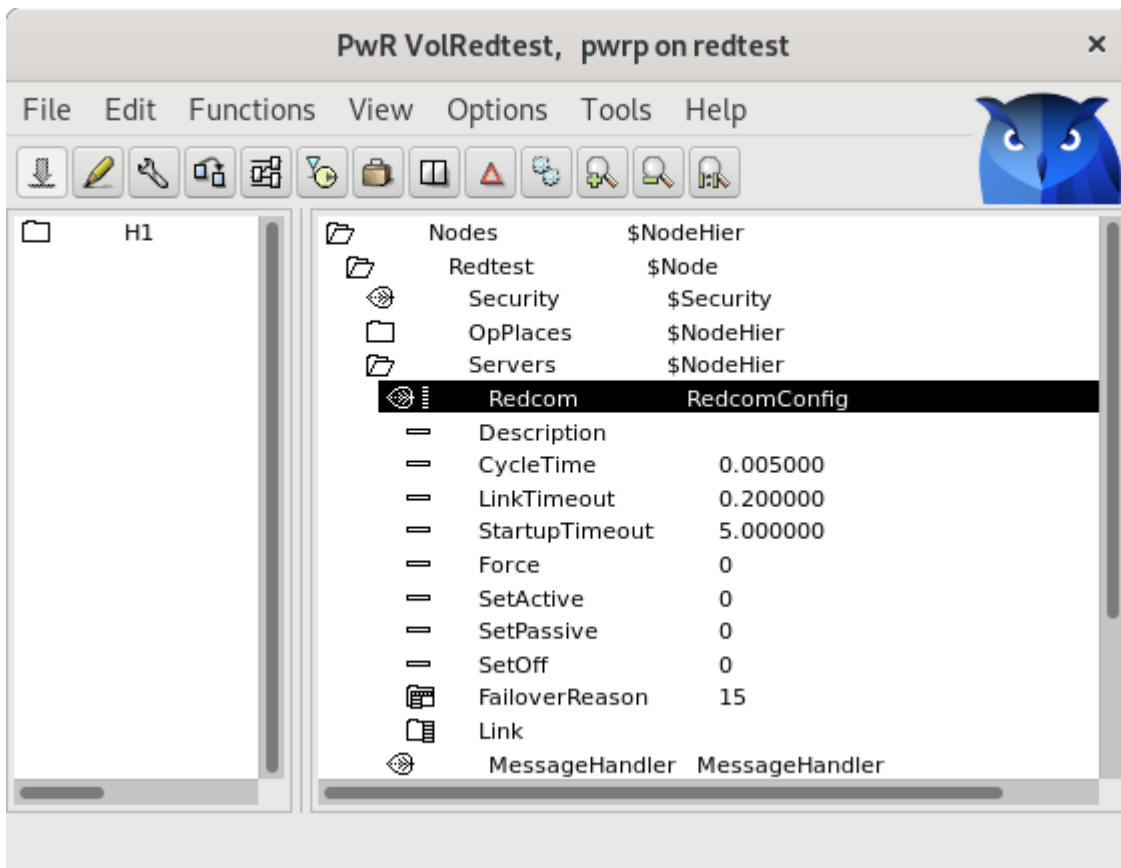 PwR VolRedtest, pwrp on redtest
File Edit Functions View Options Tools Help
H1
Nodes $NodeHier
Redtest $Node
Security $Security
OpPlaces $NodeHier
Servers $NodeHier
Redcom RedcomConfig
Description
CycleTime 0.005000
LinkTimeout 0.200000
StartupTimeout 5.000000
Force 0
SetActive 0
SetPassive 0
SetOff 0
FailoverReason 15
Link
MessageHandler MessageHandler